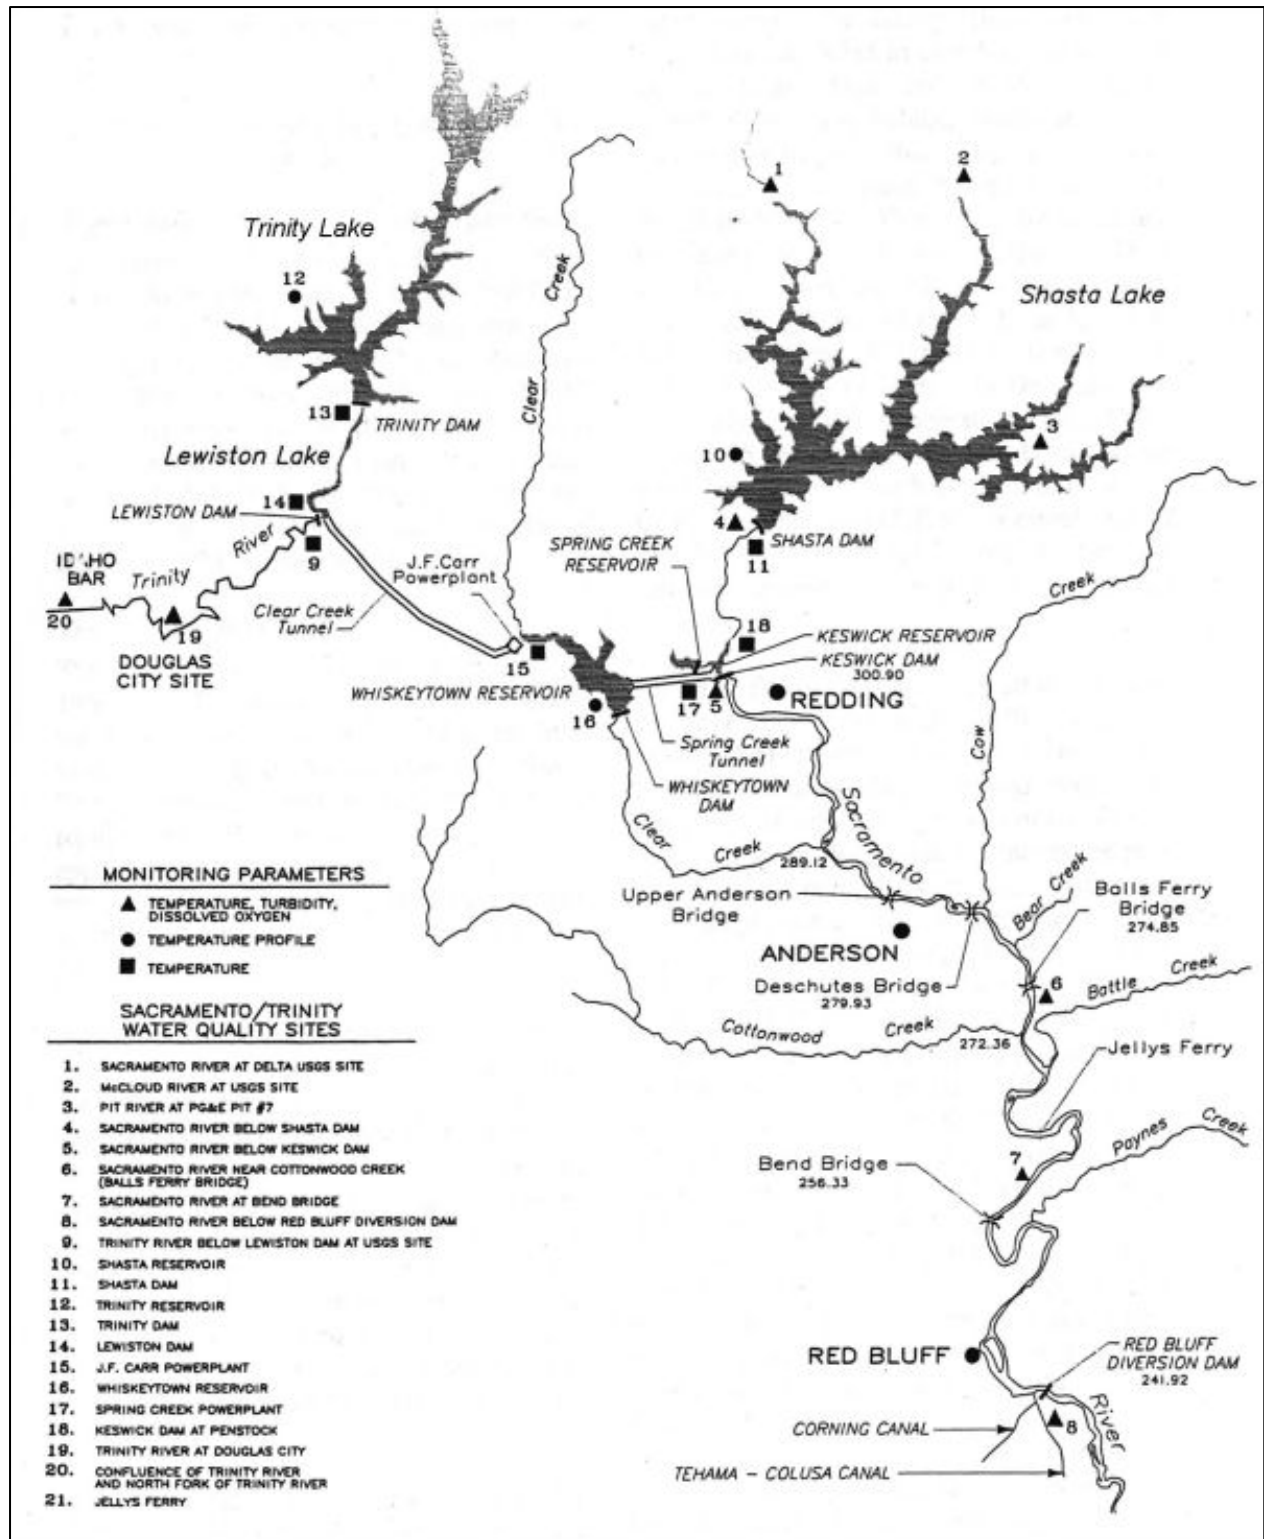 1
2
Trinity Lake
12
Clear
Creek
Shasta Lake
13
TRINITY DAM
3
10
Lewiston Lake
14
LEWISTON DAM
4
SHASTA DAM
11
SPRING CREEK
RESERVOIR
River
9
J.F.Carr
Powerplant
IDAHO
BAR
Trinity
20
19
Clear Creek
Tunnel
DOUGLAS
CITY SITE
Creek
Cow
18
KESWICK RESERVOIR
KESWICK DAM
300.90
15
WHISKEYTOWN RESERVOIR
16
17
5
REDDING
Spring Creek
Tunnel
WHISKEYTOWN
DAM
Sacramento
Clear
Creek
289.12
Upper Anderson
Bridge
Bear Creek
Balls Ferry
Bridge
274.85
ANDERSON
Deschutes Bridge
279.93
6
Battle
Creek
Cottonwood
Creek
272.36
Jellys Ferry
Paynes
Creek
7
Bend Bridge
256.33
RED BLUFF
RED BLUFF
DIVERSION DAM
241.92
CORNING CANAL
8
River
TEHAMA - COLUSA CANAL
MONITORING PARAMETERS
TEMPERATURE, TURBIDITY,
DISSOLVED OXYGEN
TEMPERATURE PROFILE
TEMPERATURE
SACRAMENTO/TRINITY
WATER QUALITY SITES
1. SACRAMENTO RIVER AT DELTA USGS SITE
2. McCLOUD RIVER AT USGS SITE
3. PIT RIVER AT PG&E PIT #7
4. SACRAMENTO RIVER BELOW SHASTA DAM
5. SACRAMENTO RIVER BELOW KESWICK DAM
6. SACRAMENTO RIVER NEAR COTTONWOOD CREEK
(BALLS FERRY BRIDGE)
7. SACRAMENTO RIVER AT BEND BRIDGE
8. SACRAMENTO RIVER BELOW RED BLUFF DIVERSION DAM
9. TRINITY RIVER BELOW LEWISTON DAM AT USGS SITE
10. SHASTA RESERVOIR
11. SHASTA DAM
12. TRINITY RESERVOIR
13. TRINITY DAM
14. LEWISTON DAM
15. J.F. CARR POWERPLANT
16. WHISKEYTOWN RESERVOIR
17. SPRING CREEK POWERPLANT
18. KESWICK DAM AT PENSTOCK
19. TRINITY RIVER AT DOUGLAS CITY
20. CONFLUENCE OF TRINITY RIVER
AND NORTH FORK OF TRINITY RIVER
21. JELLYS FERRY